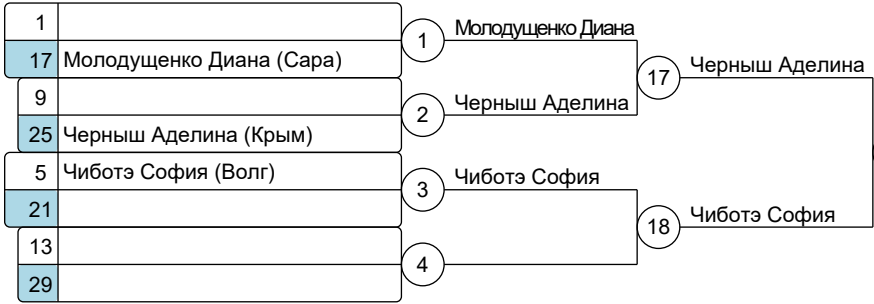 1
17 Молодущенко Диана (Сара)
9
25 Черныш Аделина (Крым)
5 Чиботэ София (Волг)
21
13
29
1 Молодущенко Диана
2 Черныш Аделина
3 Чиботэ София
4
17 Черныш Аделина
18 Чиботэ София